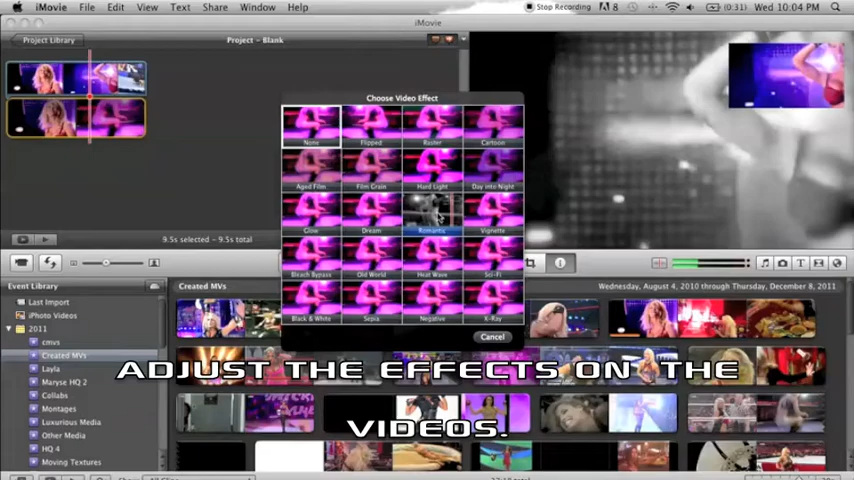 iMovie File Edit View Text Share Window Help Stop Recording 8 (0:31) Wed 10:04 PM
iMovie
Project Library Project - Blank
Choose Video Effect
None Flipped Raster Cartoon
Aged Film Film Grain Hard Light Day into Night
Glow Dream Romantic Vignette
9.5s selected - 9.5s total
Bleach Bypass Old World Heat Wave Sci-Fi
Black & White Sepia Negative X-Ray
Cancel
Event Library Created MVs Wednesday, August 4, 2010 through Thursday, December 8, 2011
Last Import
iPhoto Videos
2011
cmvs
Created MVs
Layla
Maryse HQ 2
Collabs
Montages
Luxurious Media
Other Media
HQ 4
Moving Textures
ADJUST THE EFFECTS ON THE
VIDEOS.